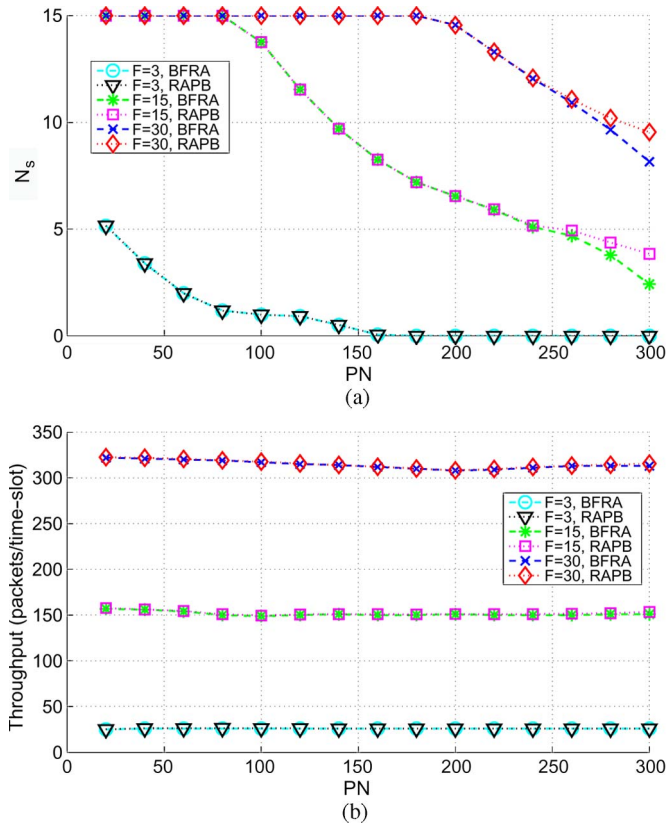 15
10
5
0
N_s
F=3, BFRA
F=3, RAPB
F=15, BFRA
F=15, RAPB
F=30, BFRA
F=30, RAPB
0 50 100 150 200 250 300
PN
(a)
350
300
250
200
150
100
50
0
Throughput (packets/time-slot)
F=3, BFRA
F=3, RAPB
F=15, BFRA
F=15, RAPB
F=30, BFRA
F=30, RAPB
0 50 100 150 200 250 300
PN
(b)